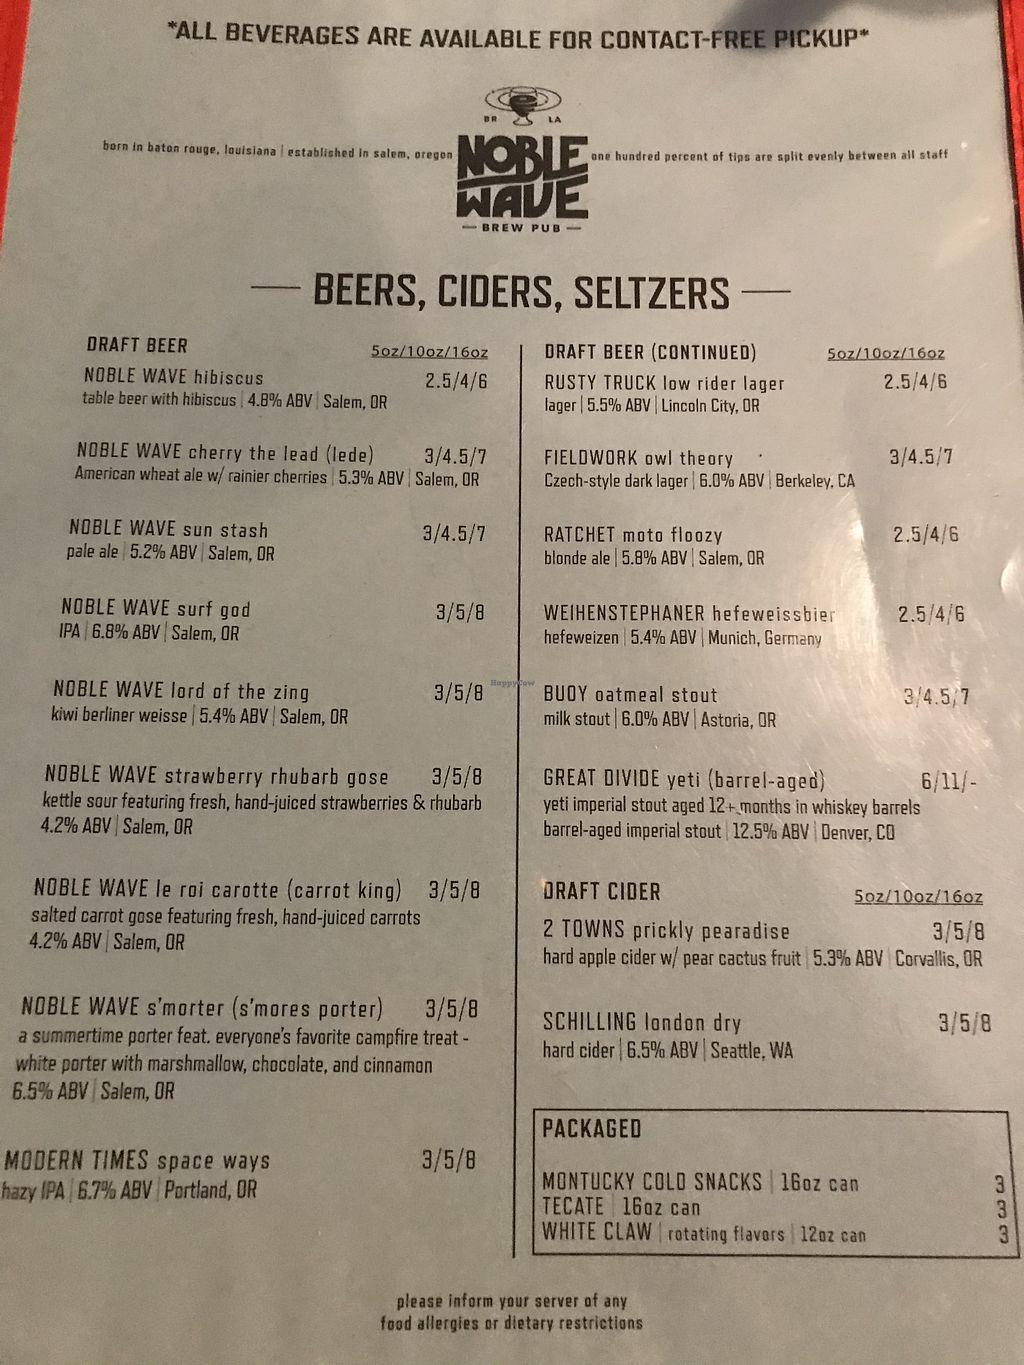 *ALL BEVERAGES ARE AVAILABLE FOR CONTACT-FREE PICKUP*
BR LA
born in baton rouge, louisiana | established in salem, oregon
NOBLE
WAVE
— BREW PUB —
one hundred percent of tips are split evenly between all staff
— BEERS, CIDERS, SELTZERS —
DRAFT BEER 5oz/10oz/16oz
NOBLE WAVE hibiscus 2.5/4/6
table beer with hibiscus | 4.8% ABV | Salem, OR
NOBLE WAVE cherry the lead (lede) 3/4.5/7
American wheat ale w/ rainier cherries | 5.3% ABV | Salem, OR
NOBLE WAVE sun stash 3/4.5/7
pale ale | 5.2% ABV | Salem, OR
NOBLE WAVE surf god 3/5/8
IPA | 6.8% ABV | Salem, OR
NOBLE WAVE lord of the zing 3/5/8
kiwi berliner weisse | 5.4% ABV | Salem, OR
NOBLE WAVE strawberry rhubarb gose 3/5/8
kettle sour featuring fresh, hand-juiced strawberries & rhubarb
4.2% ABV | Salem, OR
NOBLE WAVE le roi carotte (carrot king) 3/5/8
salted carrot gose featuring fresh, hand-juiced carrots
4.2% ABV | Salem, OR
NOBLE WAVE s'morter (s'mores porter) 3/5/8
a summertime porter feat. everyone's favorite campfire treat -
white porter with marshmallow, chocolate, and cinnamon
6.5% ABV | Salem, OR
MODERN TIMES space ways 3/5/8
hazy IPA | 6.7% ABV | Portland, OR
DRAFT BEER (CONTINUED) 5oz/10oz/16oz
RUSTY TRUCK low rider lager 2.5/4/6
lager | 5.5% ABV | Lincoln City, OR
FIELDWORK owl theory 3/4.5/7
Czech-style dark lager | 6.0% ABV | Berkeley, CA
RATCHET moto floozy 2.5/4/6
blonde ale | 5.8% ABV | Salem, OR
WEIHENSTEPHANER hefeweissbier 2.5/4/6
hefeweizen | 5.4% ABV | Munich, Germany
BUOY oatmeal stout 3/4.5/7
milk stout | 6.0% ABV | Astoria, OR
GREAT DIVIDE yeti (barrel-aged) 6/11/-
yeti imperial stout aged 12+ months in whiskey barrels
barrel-aged imperial stout | 12.5% ABV | Denver, CO
DRAFT CIDER 5oz/10oz/16oz
2 TOWNS prickly pearadise 3/5/8
hard apple cider w/ pear cactus fruit | 5.3% ABV | Corvallis, OR
SCHILLING london dry 3/5/8
hard cider | 6.5% ABV | Seattle, WA
PACKAGED
MONTUCKY COLD SNACKS | 16oz can 3
TECATE | 16oz can 3
WHITE CLAW | rotating flavors | 12oz can 3
please inform your server of any
food allergies or dietary restrictions
HappyCow